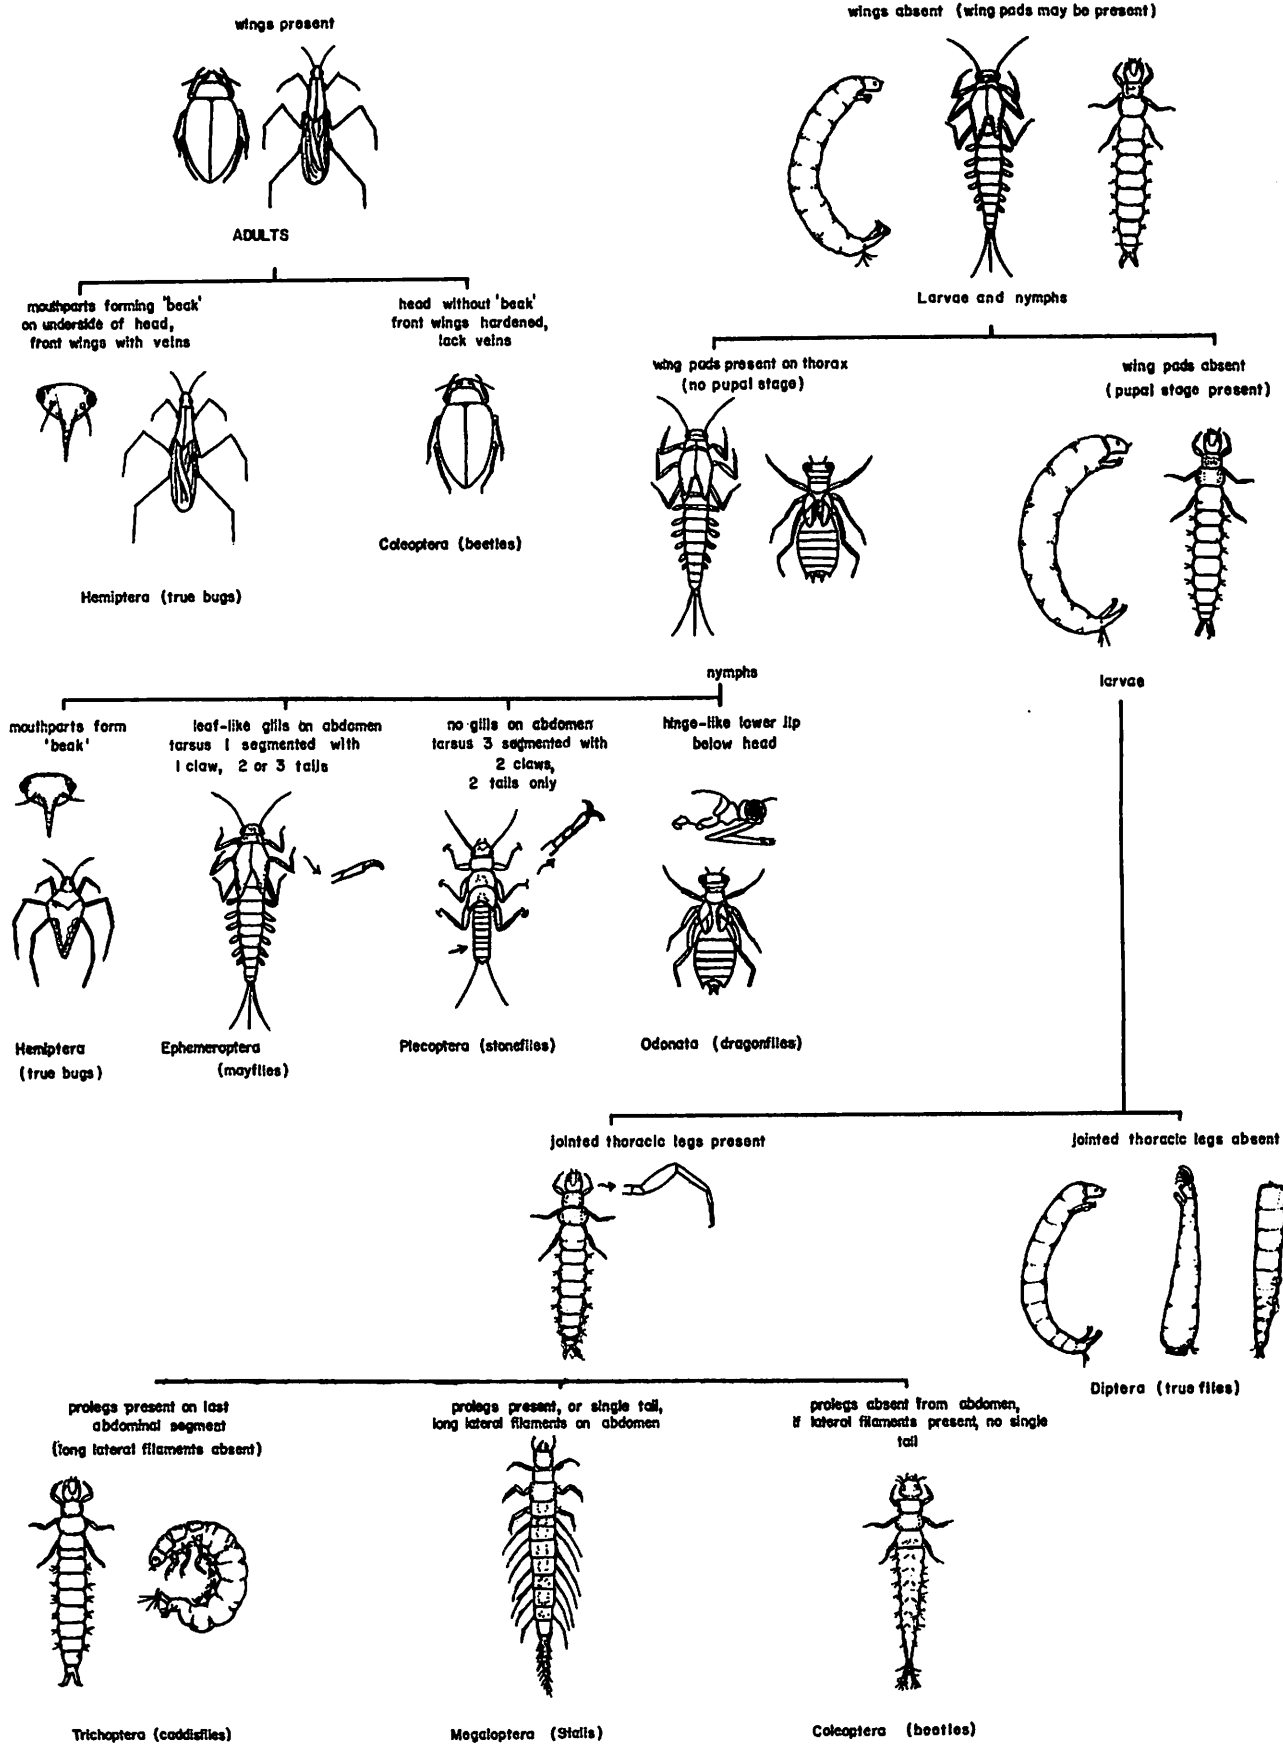 wings present
wings absent (wing pads may be present)
ADULTS
Larvae and nymphs
mouthparts forming 'beak'
on underside of head,
front wings with veins
head without 'beak'
front wings hardened,
lack veins
wing pads present on thorax
(no pupal stage)
wing pads absent
(pupal stage present)
Coleoptera (beetles)
Hemiptera (true bugs)
nymphs
larvae
mouthparts form
'beak'
leaf-like gills on abdomen
tarsus 1 segmented with
1 claw, 2 or 3 tails
no gills on abdomen
tarsus 3 segmented with
2 claws,
2 tails only
hinge-like lower lip
below head
Hemiptera
(true bugs)
Ephemeroptera
(mayflies)
Plecoptera (stoneflies)
Odonata (dragonflies)
jointed thoracic legs present
jointed thoracic legs absent
Diptera (true flies)
prolegs present on last
abdominal segment
(long lateral filaments absent)
prolegs present, or single tail,
long lateral filaments on abdomen
prolegs absent from abdomen,
if lateral filaments present, no single
tail
Trichoptera (caddisflies)
Megaloptera (Sialis)
Coleoptera (beetles)